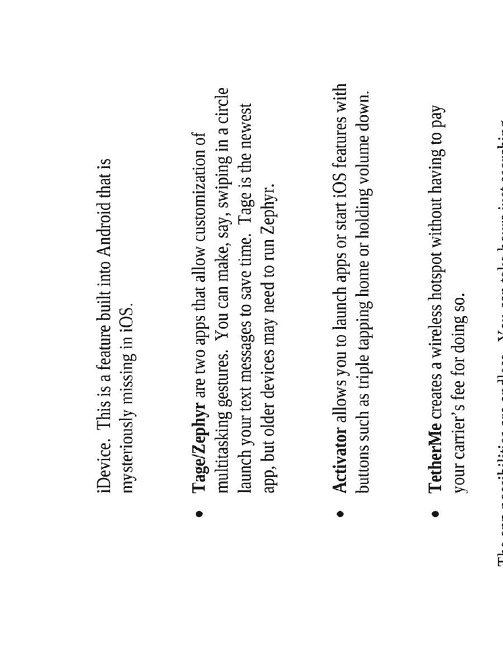 iDevice. This is a feature built into Android that is
mysteriously missing in iOS.
• Tage/Zephyr are two apps that allow customization of
multitasking gestures. You can make, say, swiping in a circle
launch your text messages to save time. Tage is the newest
app, but older devices may need to run Zephyr.
• Activator allows you to launch apps or start iOS features with
buttons such as triple tapping home or holding volume down.
• TetherMe creates a wireless hotspot without having to pay
your carrier's fee for doing so.